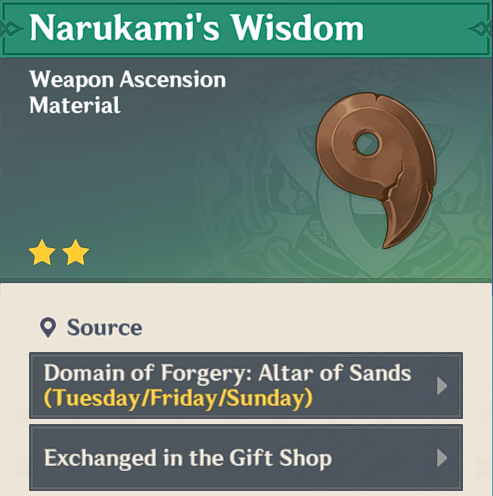 Narukami's Wisdom
Weapon Ascension
Material
Source
Domain of Forgery: Altar of Sands
(Tuesday/Friday/Sunday)
Exchanged in the Gift Shop